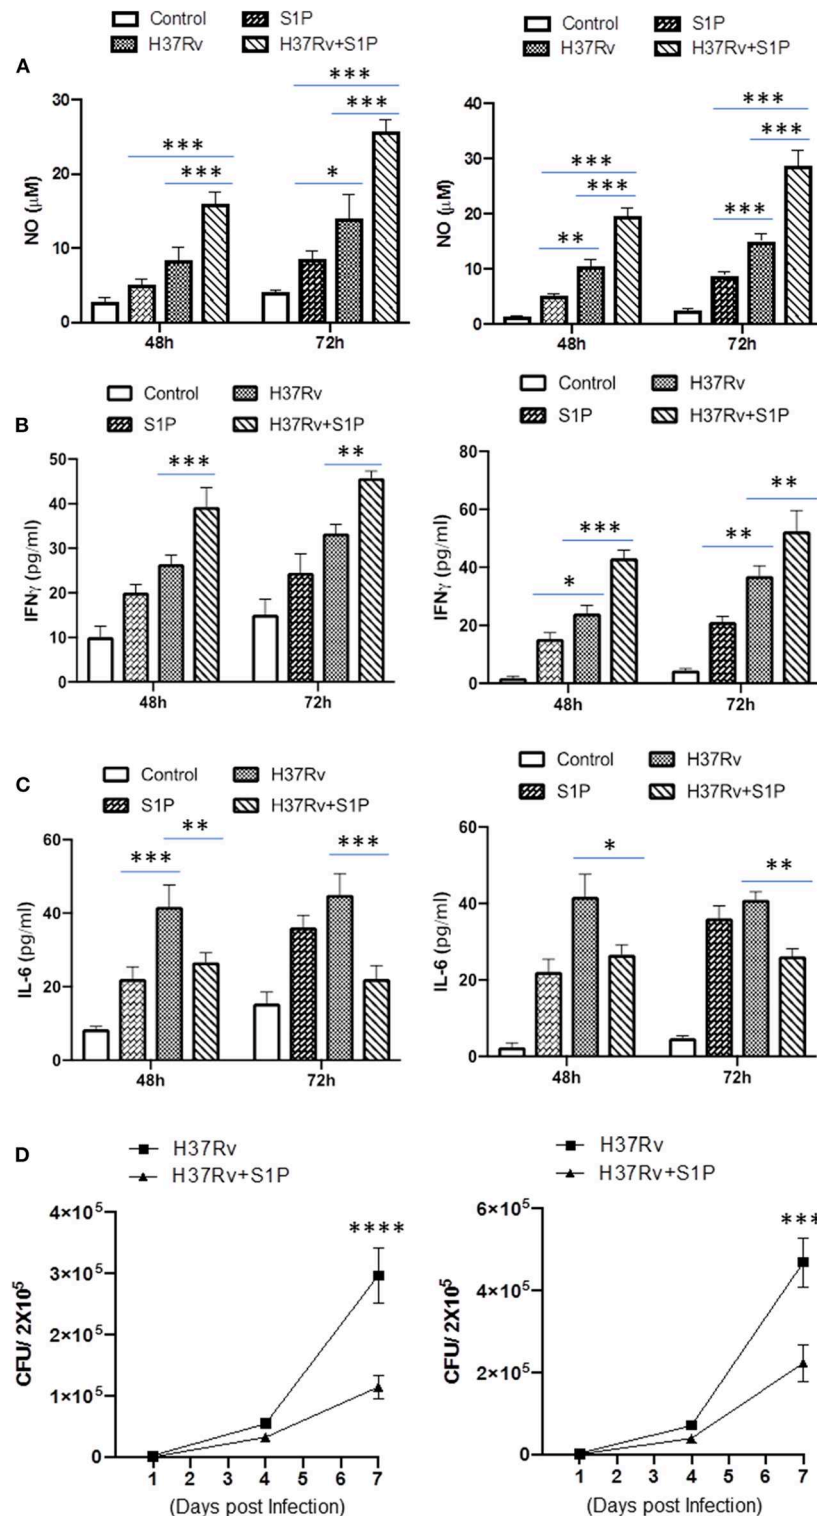 Control S1P
H37Rv H37Rv+S1P
Control S1P
H37Rv H37Rv+S1P
A
30
20
10
0
NO (μM)
***
***
***
***
*
48h 72h
40
30
20
10
0
NO (μM)
***
***
**
***
***
***
48h 72h
Control H37Rv
S1P H37Rv+S1P
Control H37Rv
S1P H37Rv+S1P
B
50
40
30
20
10
0
IFNγ (pg/ml)
***
**
48h 72h
80
60
40
20
0
IFNγ (pg/ml)
*
***
**
**
48h 72h
C
Control H37Rv
S1P H37Rv+S1P
Control H37Rv
S1P H37Rv+S1P
60
40
20
0
IL-6 (pg/ml)
***
**
***
48h 72h
60
40
20
0
IL-6 (pg/ml)
*
**
48h 72h
D
H37Rv
H37Rv+S1P
H37Rv
H37Rv+S1P
4×10⁵
3×10⁵
2×10⁵
1×10⁵
0
CFU/ 2X10⁵
****
1 2 3 4 5 6 7
(Days post Infection)
6×10⁵
4×10⁵
2×10⁵
0
CFU/ 2X10⁵
***
1 2 3 4 5 6 7
(Days post Infection)